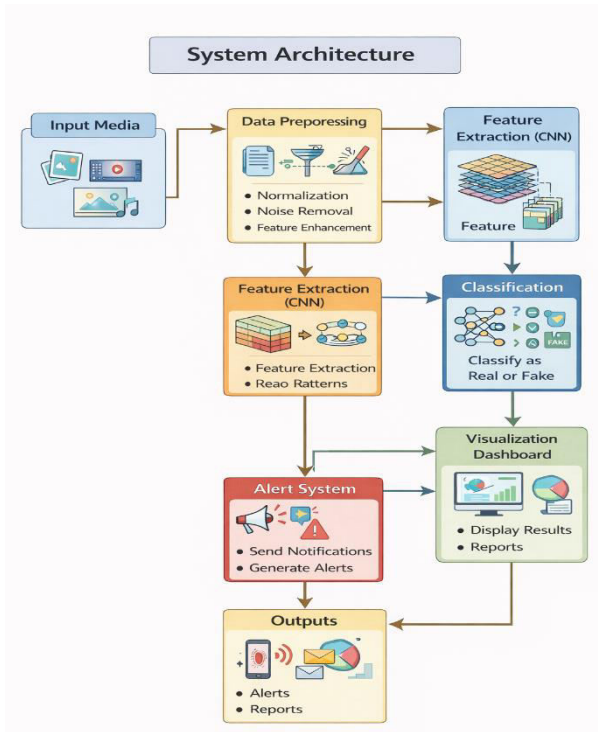 System Architecture
Input Media
Data Preporessing
• Normalization
• Noise Removal
• Feature Enhancement
Feature
Extraction (CNN)
Feature
Feature Extraction
(CNN)
• Feature Extraction
• Reao Ratterns
Classification
?
FAKE
Classify as
Real or Fake
Visualization
Dashboard
• Display Results
• Reports
Alert System
• Send Notifications
• Generate Alerts
Outputs
• Alerts
• Reports